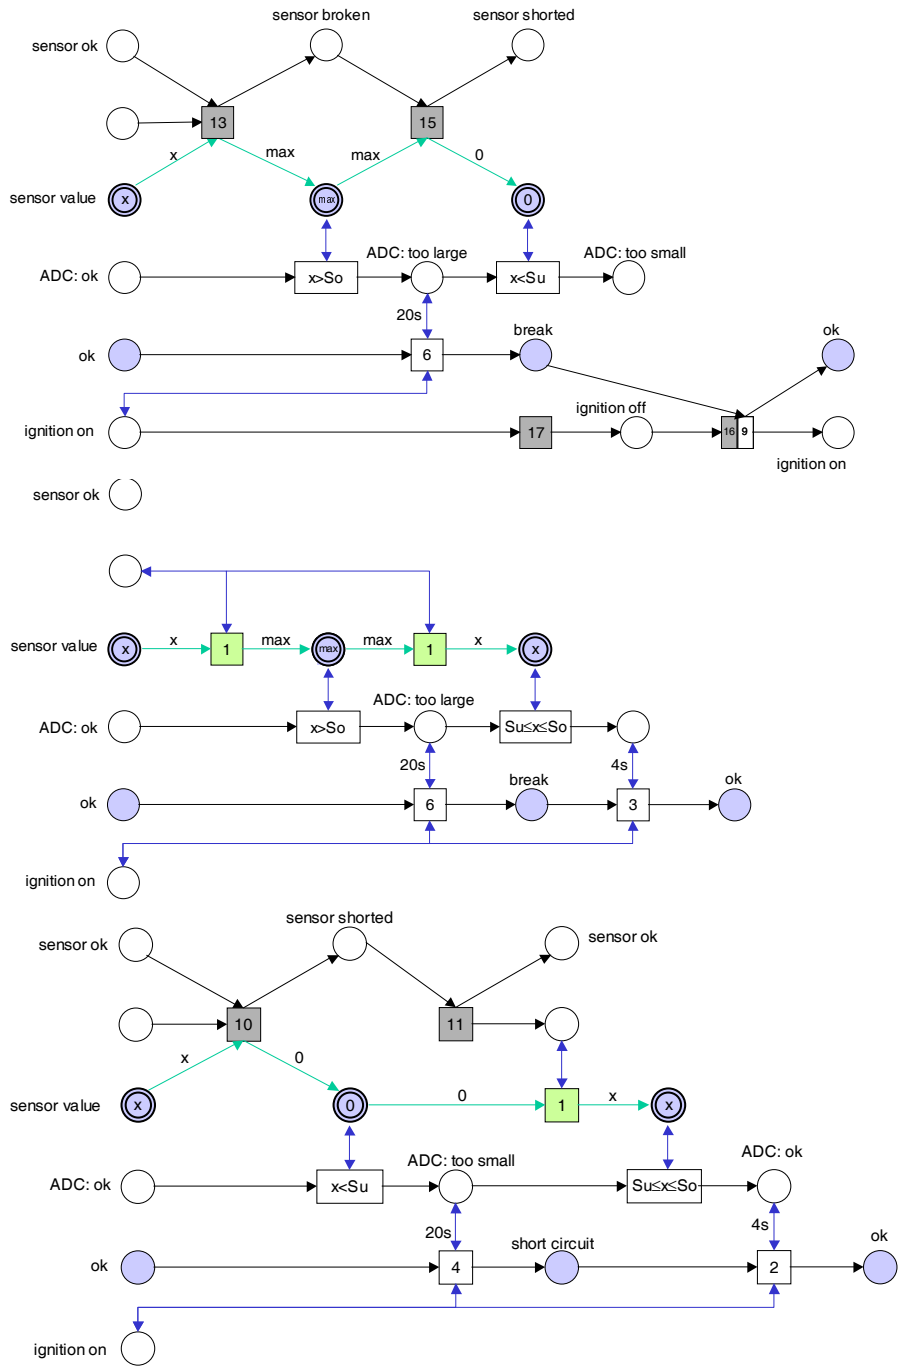 sensor broken
sensor shorted
sensor ok
13
15
x
max
max
0
sensor value
x
max
0
ADC: too large
ADC: too small
ADC: ok
x>So
x<Su
20s
break
ok
ok
6
ignition off
ignition on
17
16
9
ignition on
sensor ok
sensor value
x
x
1
max
max
max
1
x
x
ADC: too large
ADC: ok
x>So
Su≤x≤So
20s
4s
break
ok
ok
6
3
ignition on
sensor shorted
sensor ok
sensor ok
10
11
x
0
sensor value
x
0
0
1
x
x
ADC: too small
ADC: ok
ADC: ok
x<Su
Su≤x≤So
20s
4s
short circuit
ok
ok
4
2
ignition on